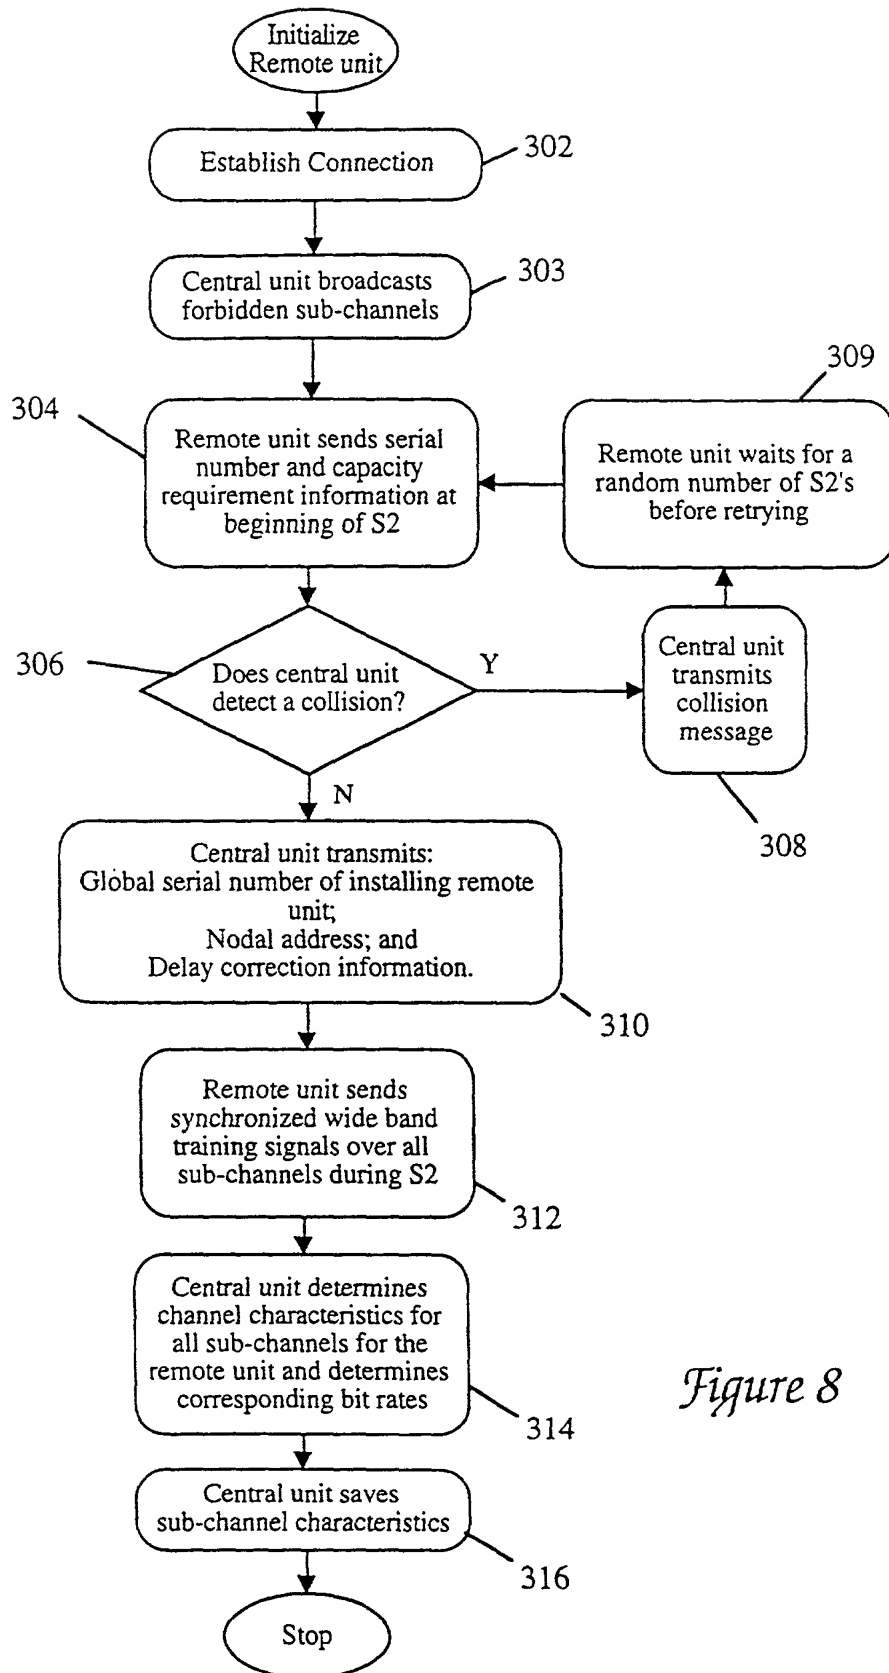 Initialize
Remote unit
Establish Connection
302
Central unit broadcasts
forbidden sub-channels
303
304
Remote unit sends serial
number and capacity
requirement information at
beginning of S2
309
Remote unit waits for a
random number of S2's
before retrying
306
Does central unit
detect a collision?
Y
Central unit
transmits
collision
message
308
N
Central unit transmits:
Global serial number of installing remote
unit;
Nodal address; and
Delay correction information.
310
Remote unit sends
synchronized wide band
training signals over all
sub-channels during S2
312
Central unit determines
channel characteristics for
all sub-channels for the
remote unit and determines
corresponding bit rates
314
Figure 8
Central unit saves
sub-channel characteristics
316
Stop